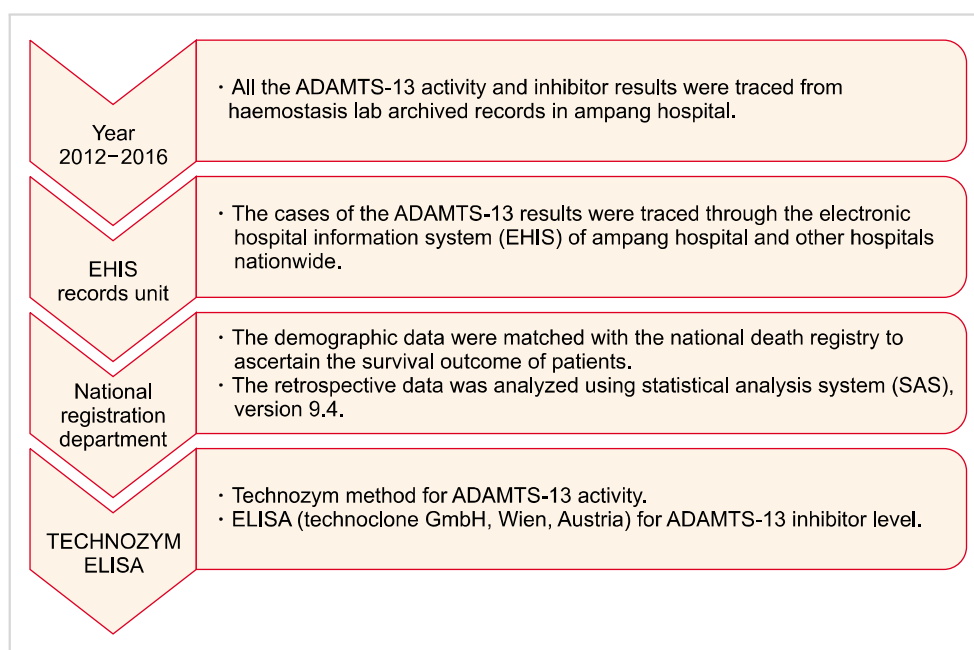 Year
2012−2016
· All the ADAMTS-13 activity and inhibitor results were traced from
haemostasis lab archived records in ampang hospital.
EHIS
records unit
· The cases of the ADAMTS-13 results were traced through the electronic
hospital information system (EHIS) of ampang hospital and other hospitals
nationwide.
National
registration
department
· The demographic data were matched with the national death registry to
ascertain the survival outcome of patients.
· The retrospective data was analyzed using statistical analysis system (SAS),
version 9.4.
TECHNOZYM
ELISA
· Technozym method for ADAMTS-13 activity.
· ELISA (technoclone GmbH, Wien, Austria) for ADAMTS-13 inhibitor level.